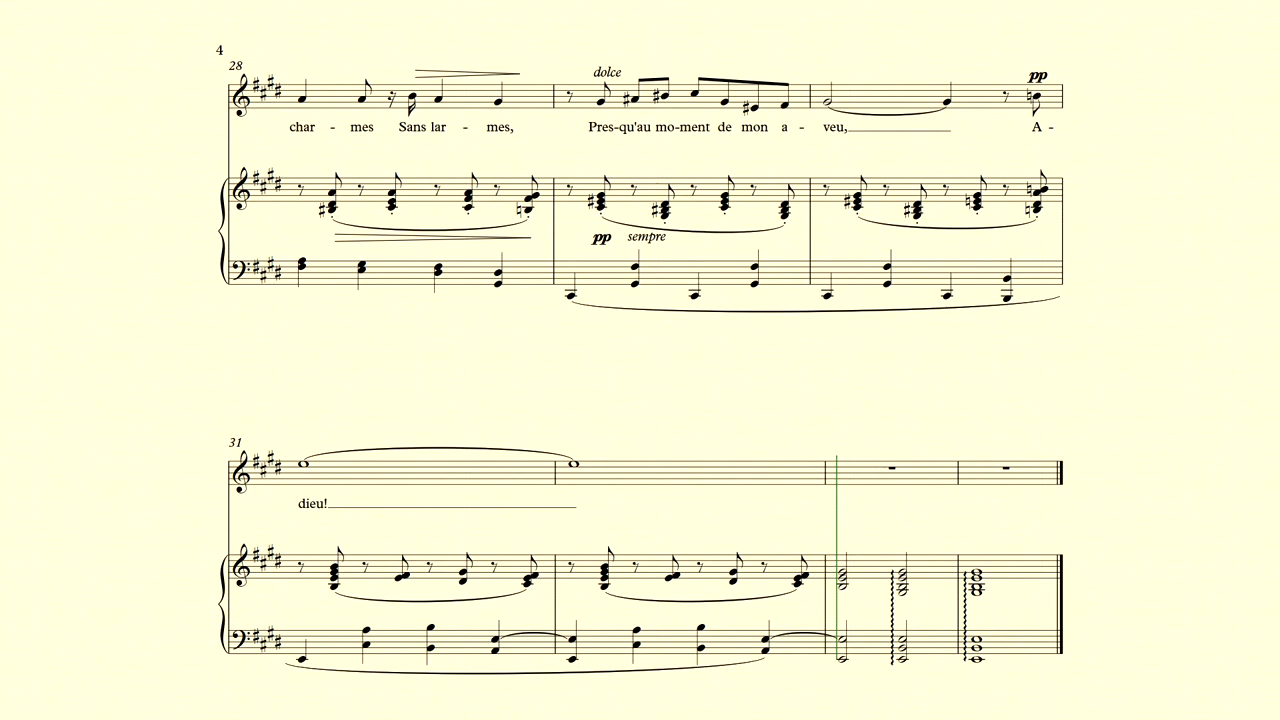 4
28
dolce
pp
char - mes Sans lar - mes, Pres-qu'au mo-ment de mon a - veu, A -
pp sempre
31
dieu!